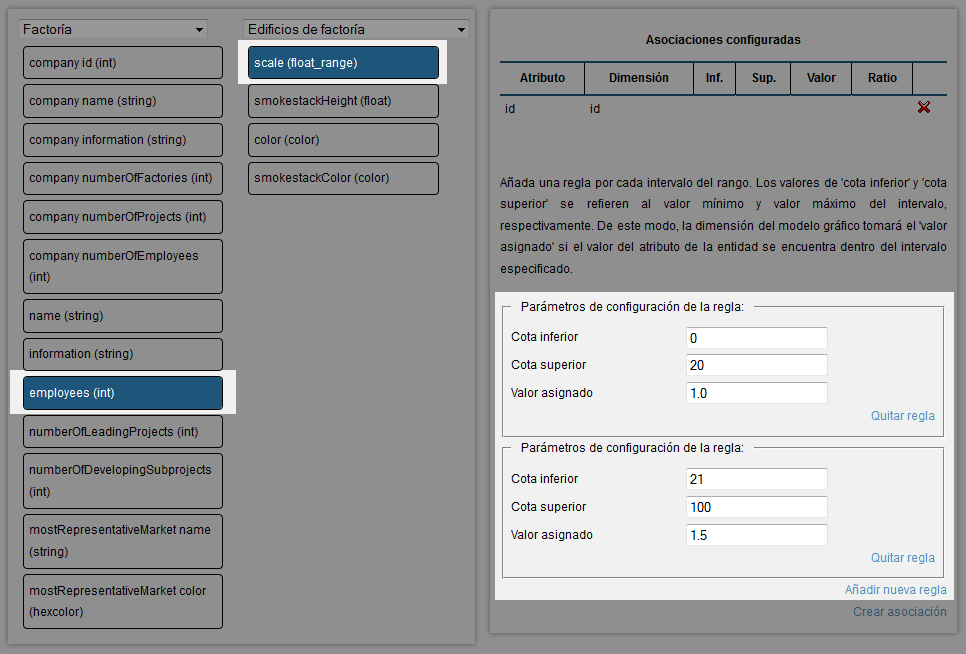 Factoría
company id (int)
company name (string)
company information (string)
company numberOfFactories (int)
company numberOfProjects (int)
company numberOfEmployees
(int)
name (string)
information (string)
employees (int)
numberOfLeadingProjects (int)
numberOfDevelopingSubprojects
(int)
mostRepresentativeMarket name
(string)
mostRepresentativeMarket color
(hexcolor)
Edificios de factoría
scale (float_range)
smokestackHeight (float)
color (color)
smokestackColor (color)
Asociaciones configuradas
Atributo Dimensión Inf. Sup. Valor Ratio
id id
Añada una regla por cada intervalo del rango. Los valores de 'cota inferior' y 'cota
superior' se refieren al valor mínimo y valor máximo del intervalo,
respectivamente. De este modo, la dimensión del modelo gráfico tomará el 'valor
asignado' si el valor del atributo de la entidad se encuentra dentro del intervalo
especificado.
Parámetros de configuración de la regla:
Cota inferior 0
Cota superior 20
Valor asignado 1.0
Quitar regla
Parámetros de configuración de la regla:
Cota inferior 21
Cota superior 100
Valor asignado 1.5
Quitar regla
Añadir nueva regla
Crear asociación